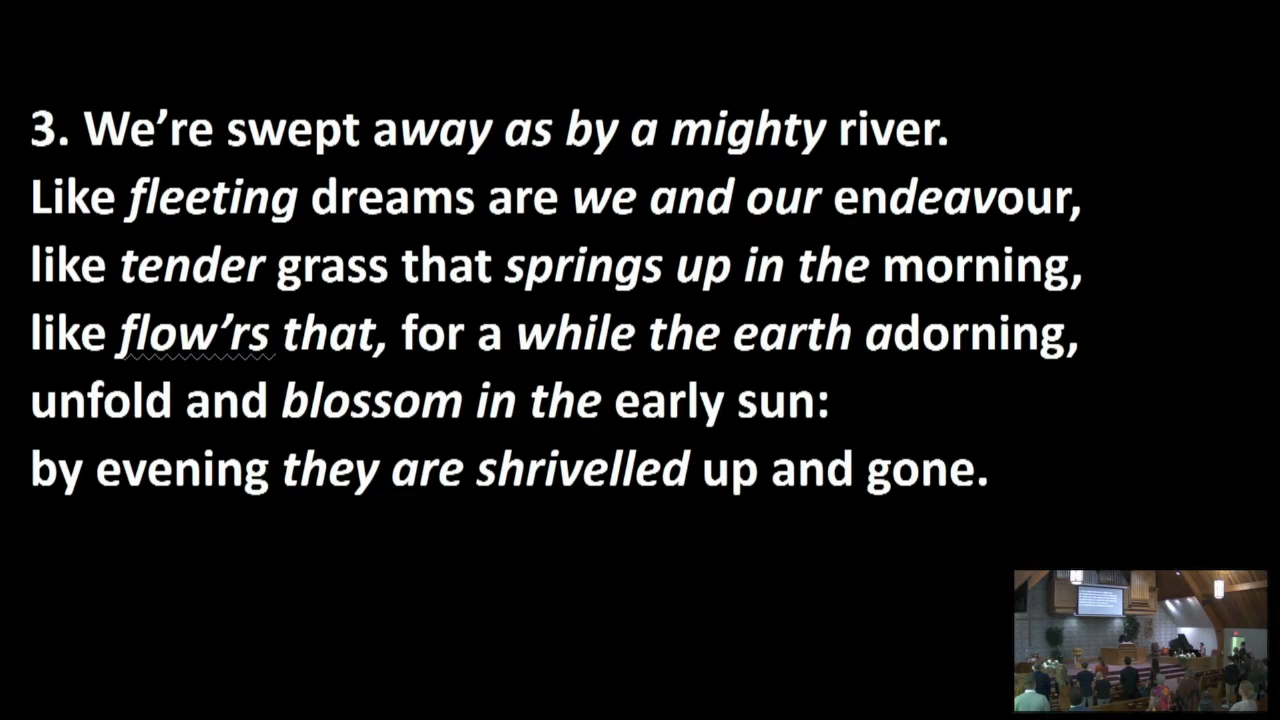 3. We’re swept away as by a mighty river.
Like fleeting dreams are we and our endeavour,
like tender grass that springs up in the morning,
like flow’rs that, for a while the earth adorning,
unfold and blossom in the early sun:
by evening they are shrivelled up and gone.